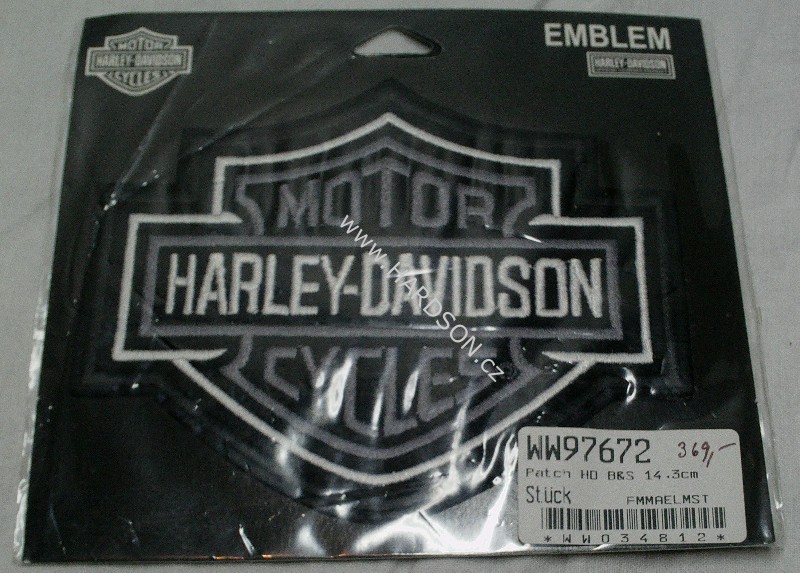 MOTOR
HARLEY-DAVIDSON
CYCLES
EMBLEM
HARLEY-DAVIDSON
MOTOR
HARLEY-DAVIDSON
CYCLES
www.HARDSON.cz
WW97672 369,-
Patch HD B&S 14.3cm
Stück FMMAELMST
*WW034812*